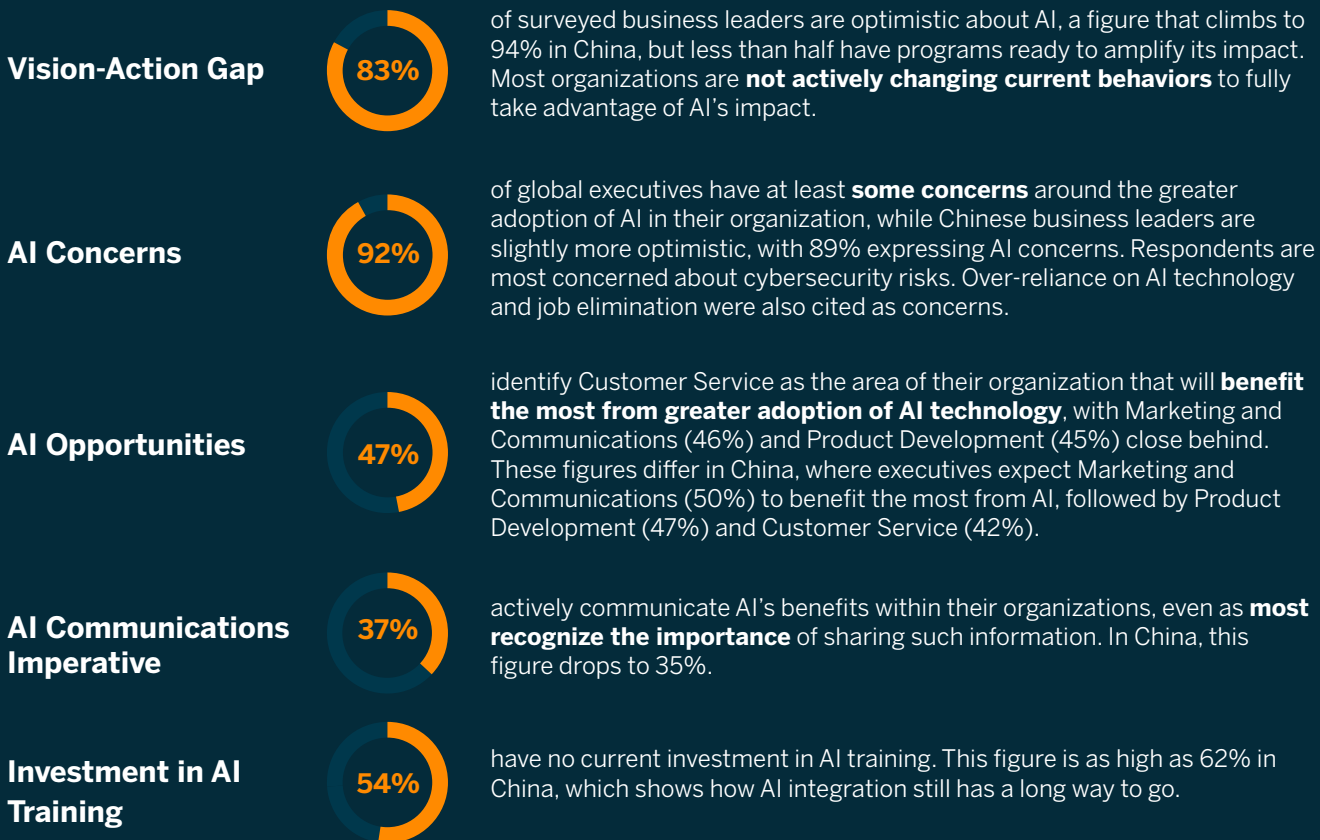 Vision-Action Gap
83%
of surveyed business leaders are optimistic about AI, a figure that climbs to
94% in China, but less than half have programs ready to amplify its impact.
Most organizations are not actively changing current behaviors to fully
take advantage of AI’s impact.
AI Concerns
92%
of global executives have at least some concerns around the greater
adoption of AI in their organization, while Chinese business leaders are
slightly more optimistic, with 89% expressing AI concerns. Respondents are
most concerned about cybersecurity risks. Over-reliance on AI technology
and job elimination were also cited as concerns.
AI Opportunities
47%
identify Customer Service as the area of their organization that will benefit
the most from greater adoption of AI technology, with Marketing and
Communications (46%) and Product Development (45%) close behind.
These figures differ in China, where executives expect Marketing and
Communications (50%) to benefit the most from AI, followed by Product
Development (47%) and Customer Service (42%).
AI Communications
Imperative
37%
actively communicate AI’s benefits within their organizations, even as most
recognize the importance of sharing such information. In China, this
figure drops to 35%.
Investment in AI
Training
54%
have no current investment in AI training. This figure is as high as 62% in
China, which shows how AI integration still has a long way to go.